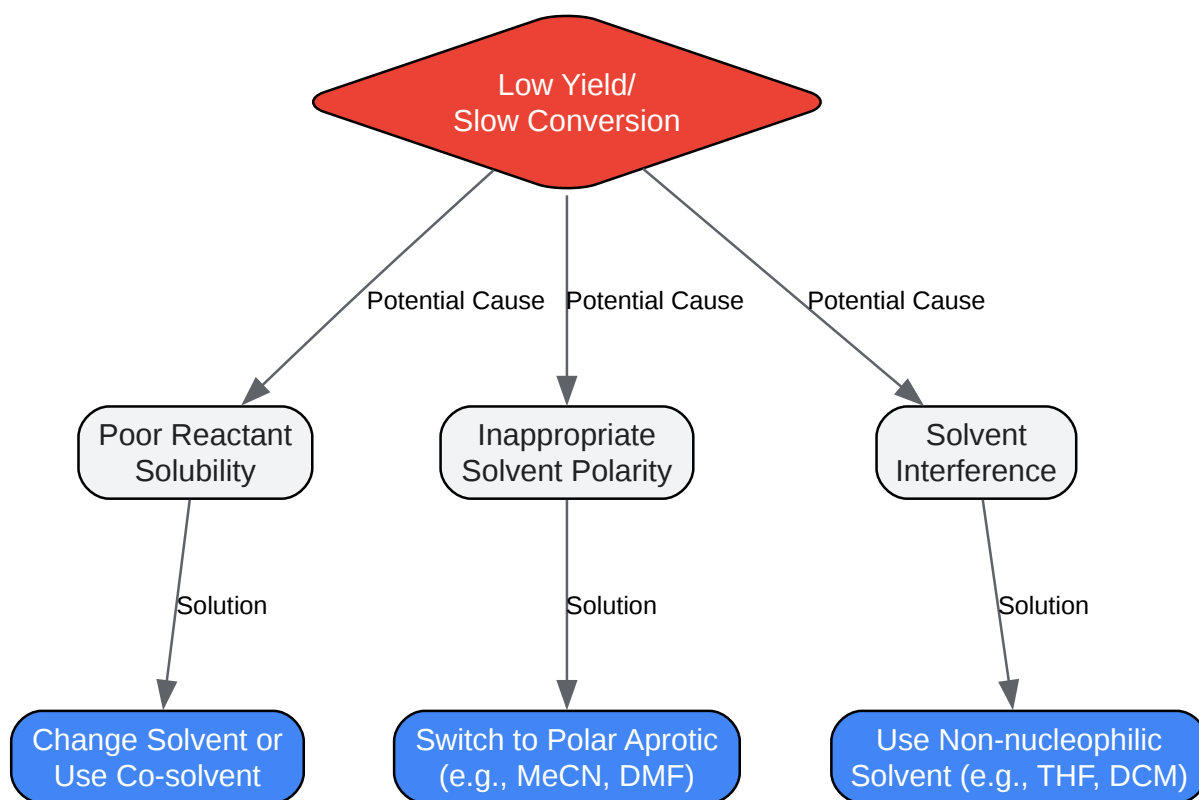 Low Yield/
Slow Conversion
Potential Cause
Potential Cause
Potential Cause
Poor Reactant
Solubility
Inappropriate
Solvent Polarity
Solvent
Interference
Solution
Solution
Solution
Change Solvent or
Use Co-solvent
Switch to Polar Aprotic
(e.g., MeCN, DMF)
Use Non-nucleophilic
Solvent (e.g., THF, DCM)